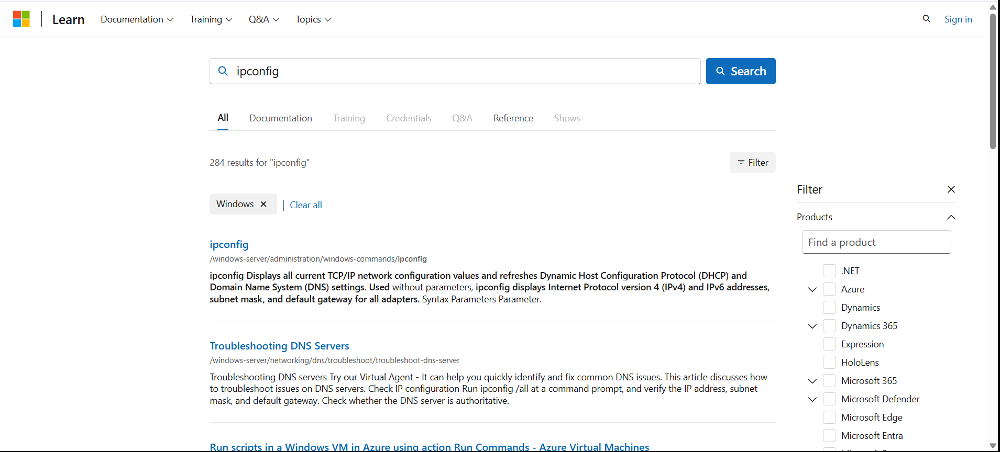 Learn Documentation Training Q&A Topics Sign in
ipconfig Search
All Documentation Training Credentials Q&A Reference Shows
284 results for "ipconfig" Filter
Windows | Clear all
ipconfig
/windows-server/administration/windows-commands/ipconfig
ipconfig Displays all current TCP/IP network configuration values and refreshes Dynamic Host Configuration Protocol (DHCP) and
Domain Name System (DNS) settings. Used without parameters, ipconfig displays Internet Protocol version 4 (IPv4) and IPv6 addresses,
subnet mask, and default gateway for all adapters. Syntax Parameters Parameter.
Troubleshooting DNS Servers
/windows-server/networking/dns/troubleshoot/troubleshoot-dns-server
Troubleshooting DNS servers Try our Virtual Agent - It can help you quickly identify and fix common DNS issues. This article discusses how
to troubleshoot issues on DNS servers. Check IP configuration Run ipconfig /all at a command prompt, and verify the IP address, subnet
mask, and default gateway. Check whether the DNS server is authoritative.
Run scripts in a Windows VM in Azure using action Run Commands - Azure Virtual Machines
Filter
Products
Find a product
.NET
Azure
Dynamics
Dynamics 365
Expression
HoloLens
Microsoft 365
Microsoft Defender
Microsoft Edge
Microsoft Entra